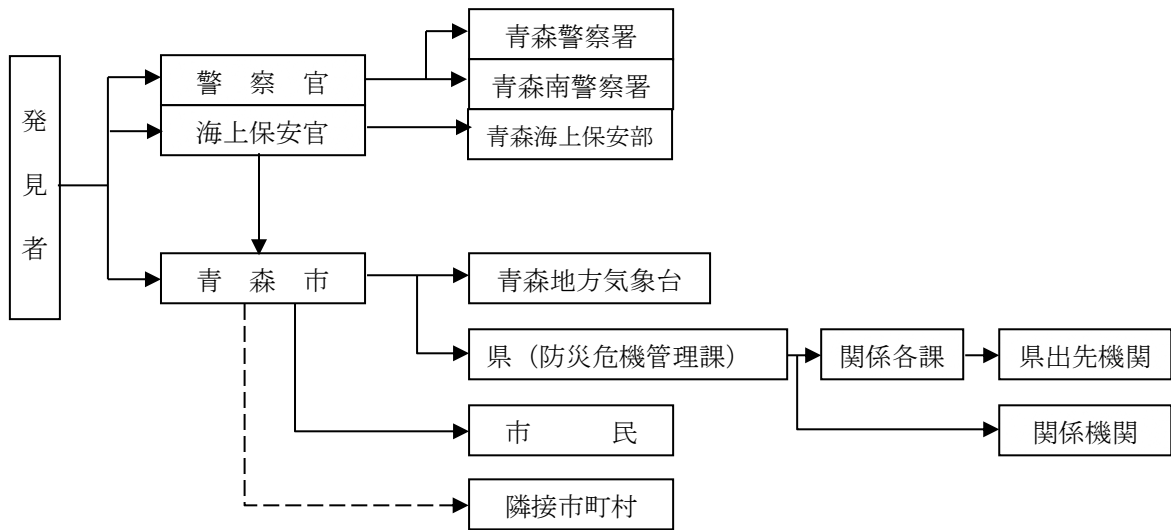 発見者
警察官
海上保安官
青森警察署
青森南警察署
青森海上保安部
青森市
青森地方気象台
県（防災危機管理課）
関係各課
県出先機関
関係機関
市民
隣接市町村